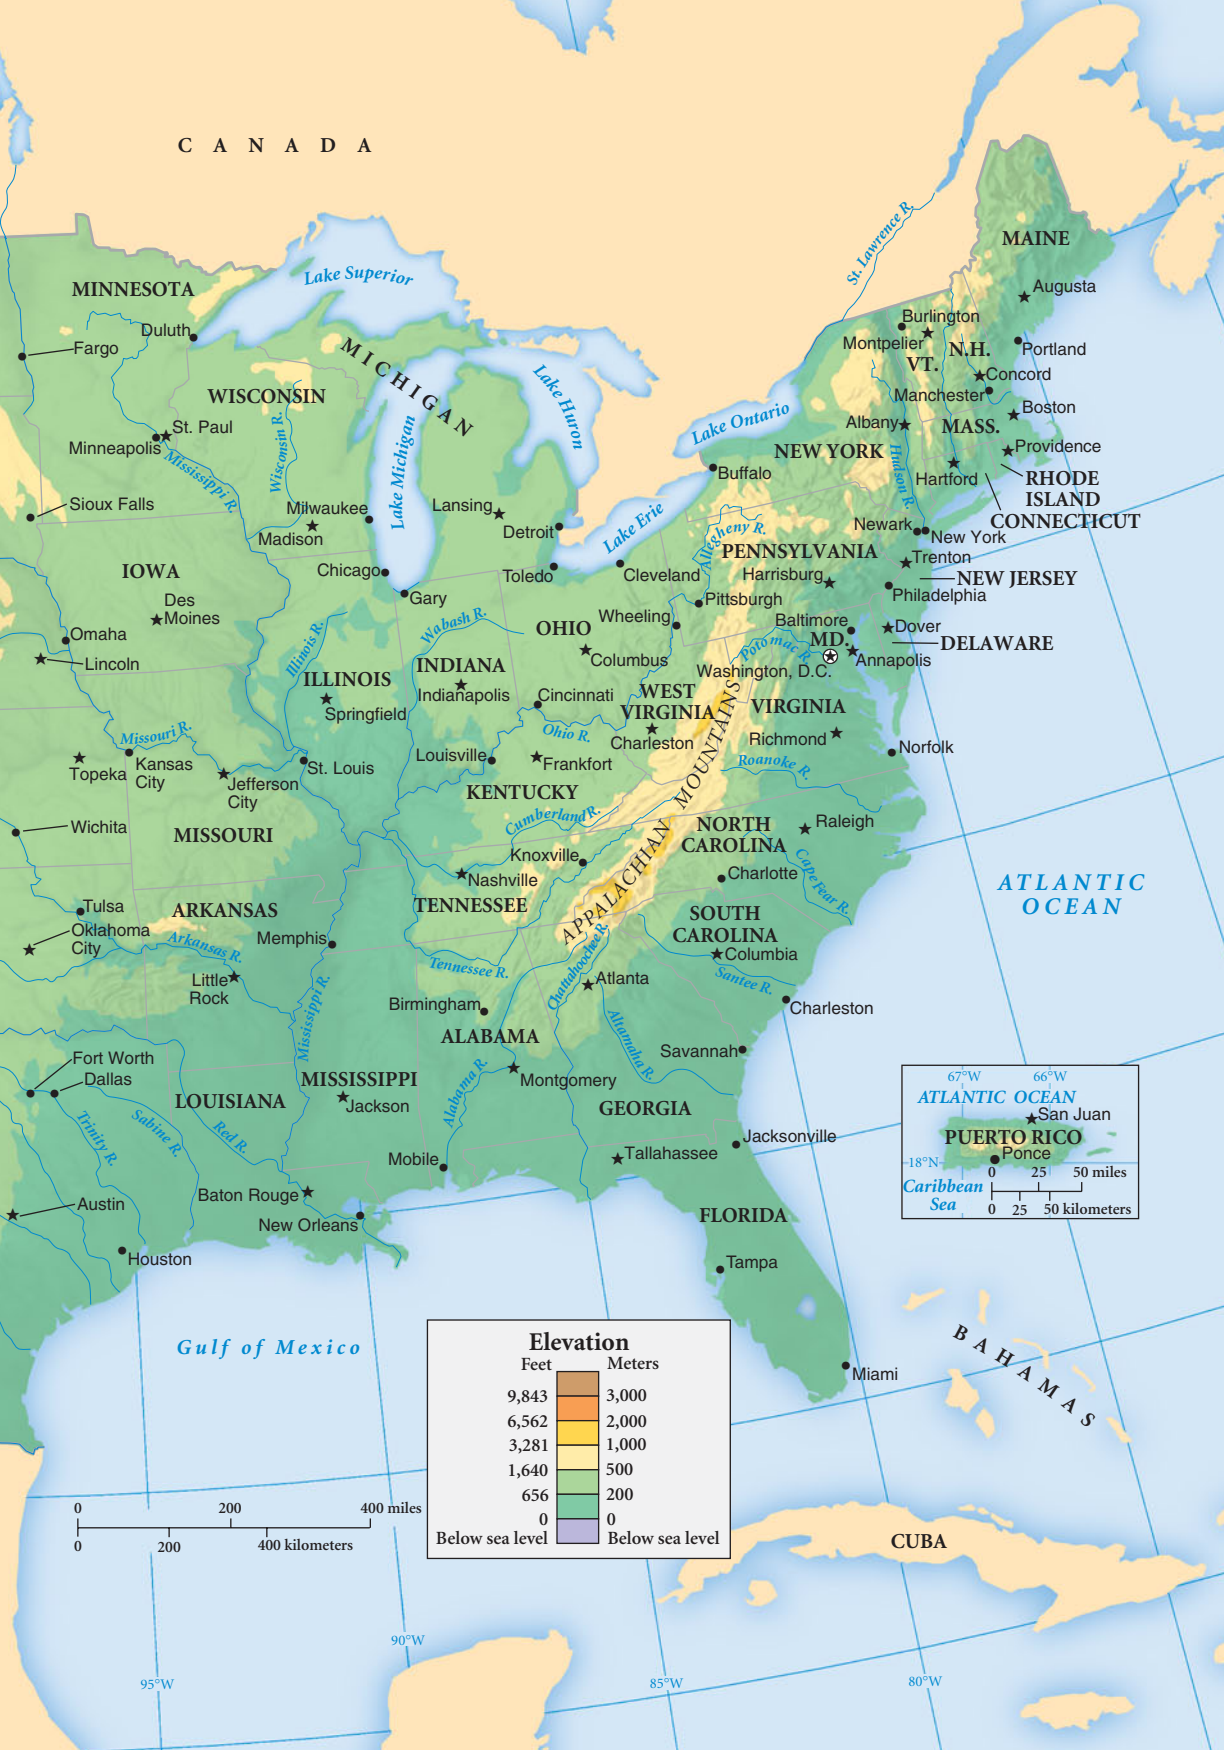 CANADA
St. Lawrence R.
MAINE
Augusta
Lake Superior
MINNESOTA
Duluth
Fargo
Burlington
Montpelier
VT.
N.H.
Portland
Concord
Manchester
MICHIGAN
WISCONSIN
Wisconsin R.
Lake Michigan
Lake Huron
Lake Ontario
Boston
Albany
MASS.
St. Paul
Minneapolis
Mississippi R.
NEW YORK
Hudson R.
Providence
Buffalo
Hartford
RHODE
ISLAND
CONNECTICUT
Sioux Falls
Milwaukee
Madison
Lansing
Detroit
Lake Erie
Allegheny R.
Newark
New York
PENNSYLVANIA
Trenton
IOWA
Chicago
Toledo
Cleveland
Harrisburg
NEW JERSEY
Philadelphia
Gary
Pittsburgh
Des
Moines
Wabash R.
Wheeling
OHIO
Baltimore
MD.
Dover
DELAWARE
Omaha
Lincoln
Illinois R.
Columbus
Potomac R.
Annapolis
Washington, D.C.
INDIANA
Indianapolis
ILLINOIS
Springfield
Cincinnati
WEST
VIRGINIA
VIRGINIA
Missouri R.
Ohio R.
Charleston
Richmond
Norfolk
Topeka
Kansas
City
Jefferson
City
St. Louis
Louisville
Frankfort
Roanoke R.
KENTUCKY
APPALACHIAN MOUNTAINS
Wichita
MISSOURI
Cumberland R.
NORTH
CAROLINA
Raleigh
Knoxville
Charlotte
Cape Fear R.
Nashville
ATLANTIC
OCEAN
Tulsa
ARKANSAS
TENNESSEE
SOUTH
CAROLINA
Oklahoma
City
Arkansas R.
Memphis
Columbia
Little
Rock
Tennessee R.
Chattahoochee R.
Atlanta
Santee R.
Mississippi R.
Birmingham
Charleston
Altamaha R.
ALABAMA
Savannah
Fort Worth
Dallas
MISSISSIPPI
Montgomery
LOUISIANA
Jackson
Alabama R.
GEORGIA
Trinity R.
Sabine R.
Red R.
Jacksonville
Mobile
Tallahassee
Austin
Baton Rouge
New Orleans
FLORIDA
Houston
Tampa
67°W
66°W
ATLANTIC OCEAN
San Juan
PUERTO RICO
Ponce
18°N
0 25 50 miles
Caribbean
Sea
0 25 50 kilometers
Gulf of Mexico
Miami
BAHAMAS
Elevation
Feet Meters
9,843 3,000
6,562 2,000
3,281 1,000
1,640 500
656 200
0 0
Below sea level Below sea level
0 200 400 miles
0 200 400 kilometers
CUBA
90°W
95°W
85°W
80°W